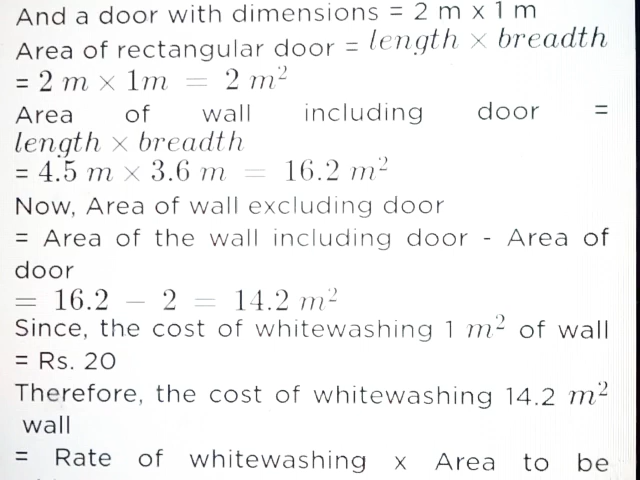 And a door with dimensions = 2 m x 1 m
Area of rectangular door = length × breadth
= 2 m × 1m = 2 m²
Area of wall including door =
length × breadth
= 4.5 m × 3.6 m = 16.2 m²
Now, Area of wall excluding door
= Area of the wall including door - Area of
door
= 16.2 − 2 = 14.2 m²
Since, the cost of whitewashing 1 m² of wall
= Rs. 20
Therefore, the cost of whitewashing 14.2 m²
wall
= Rate of whitewashing x Area to be